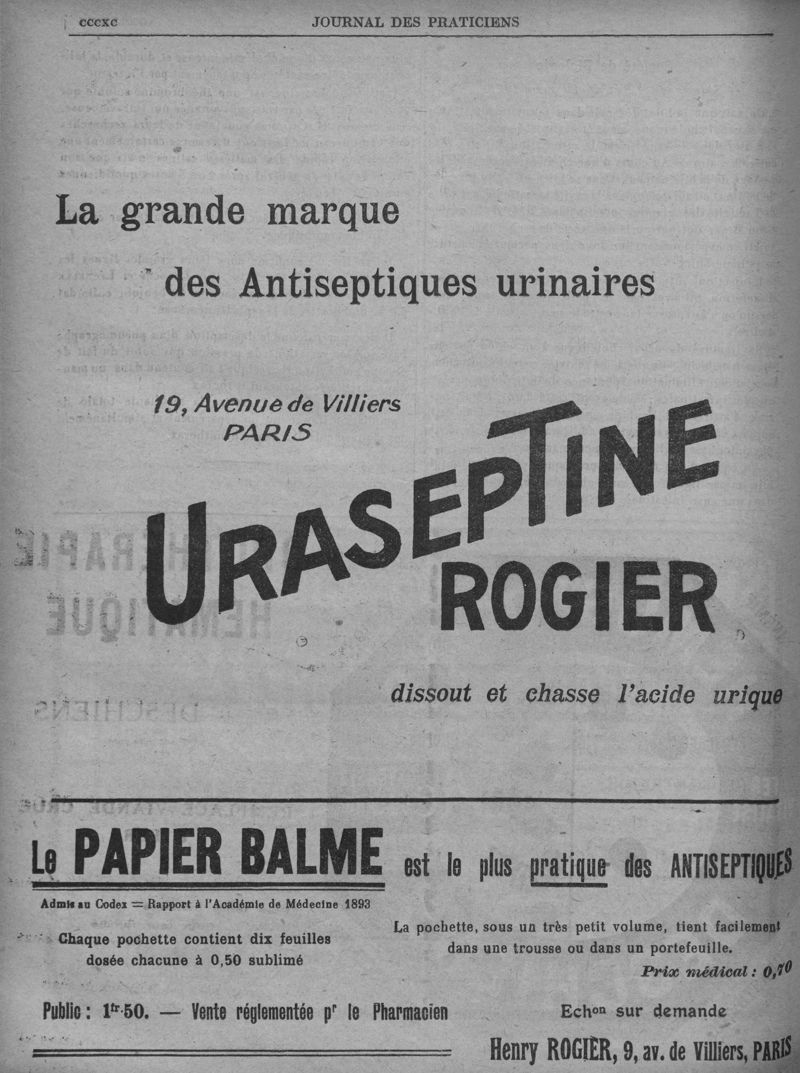 cccxc
JOURNAL DES PRATICIENS
La grande marque
des Antiseptiques urinaires
19, Avenue de Villiers
PARIS
URASEPTINE
ROGIER
dissout et chasse l'acide urique
Le PAPIER BALME est le plus pratique des ANTISEPTIQUES
Admis au Codex = Rapport à l'Académie de Médecine 1893
Chaque pochette contient dix feuilles
dosée chacune à 0,50 sublimé
La pochette, sous un très petit volume, tient facilement
dans une trousse ou dans un portefeuille.
Prix médical : 0,70
Public : 1fr.50. — Vente réglementée pr le Pharmacien
Echon sur demande
Henry ROGIER, 9, av. de Villiers, PARIS